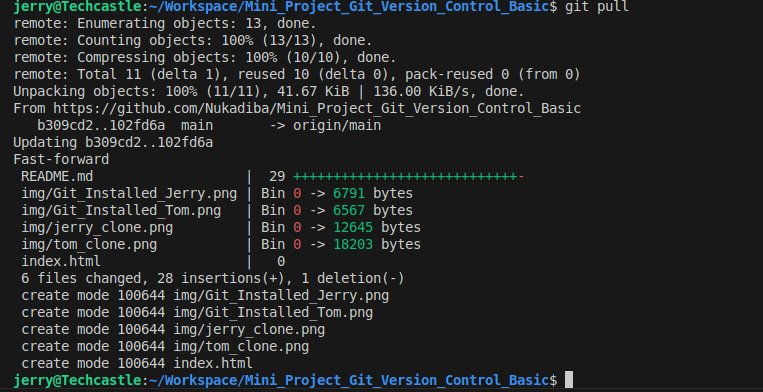 jerry@Techcastle:~/Workspace/Mini_Project_Git_Version_Control_Basic$ git pull
remote: Enumerating objects: 13, done.
remote: Counting objects: 100% (13/13), done.
remote: Compressing objects: 100% (10/10), done.
remote: Total 11 (delta 1), reused 10 (delta 0), pack-reused 0 (from 0)
Unpacking objects: 100% (11/11), 41.67 KiB | 136.00 KiB/s, done.
From https://github.com/Nukadiba/Mini_Project_Git_Version_Control_Basic
   b309cd2..102fd6a  main       -> origin/main
Updating b309cd2..102fd6a
Fast-forward
 README.md                   |  29 ++++++++++++++++++++++++++++-
 img/Git_Installed_Jerry.png | Bin 0 -> 6791 bytes
 img/Git_Installed_Tom.png   | Bin 0 -> 6567 bytes
 img/jerry_clone.png         | Bin 0 -> 12645 bytes
 img/tom_clone.png           | Bin 0 -> 18203 bytes
 index.html                  |   0
 6 files changed, 28 insertions(+), 1 deletion(-)
 create mode 100644 img/Git_Installed_Jerry.png
 create mode 100644 img/Git_Installed_Tom.png
 create mode 100644 img/jerry_clone.png
 create mode 100644 img/tom_clone.png
 create mode 100644 index.html
jerry@Techcastle:~/Workspace/Mini_Project_Git_Version_Control_Basic$